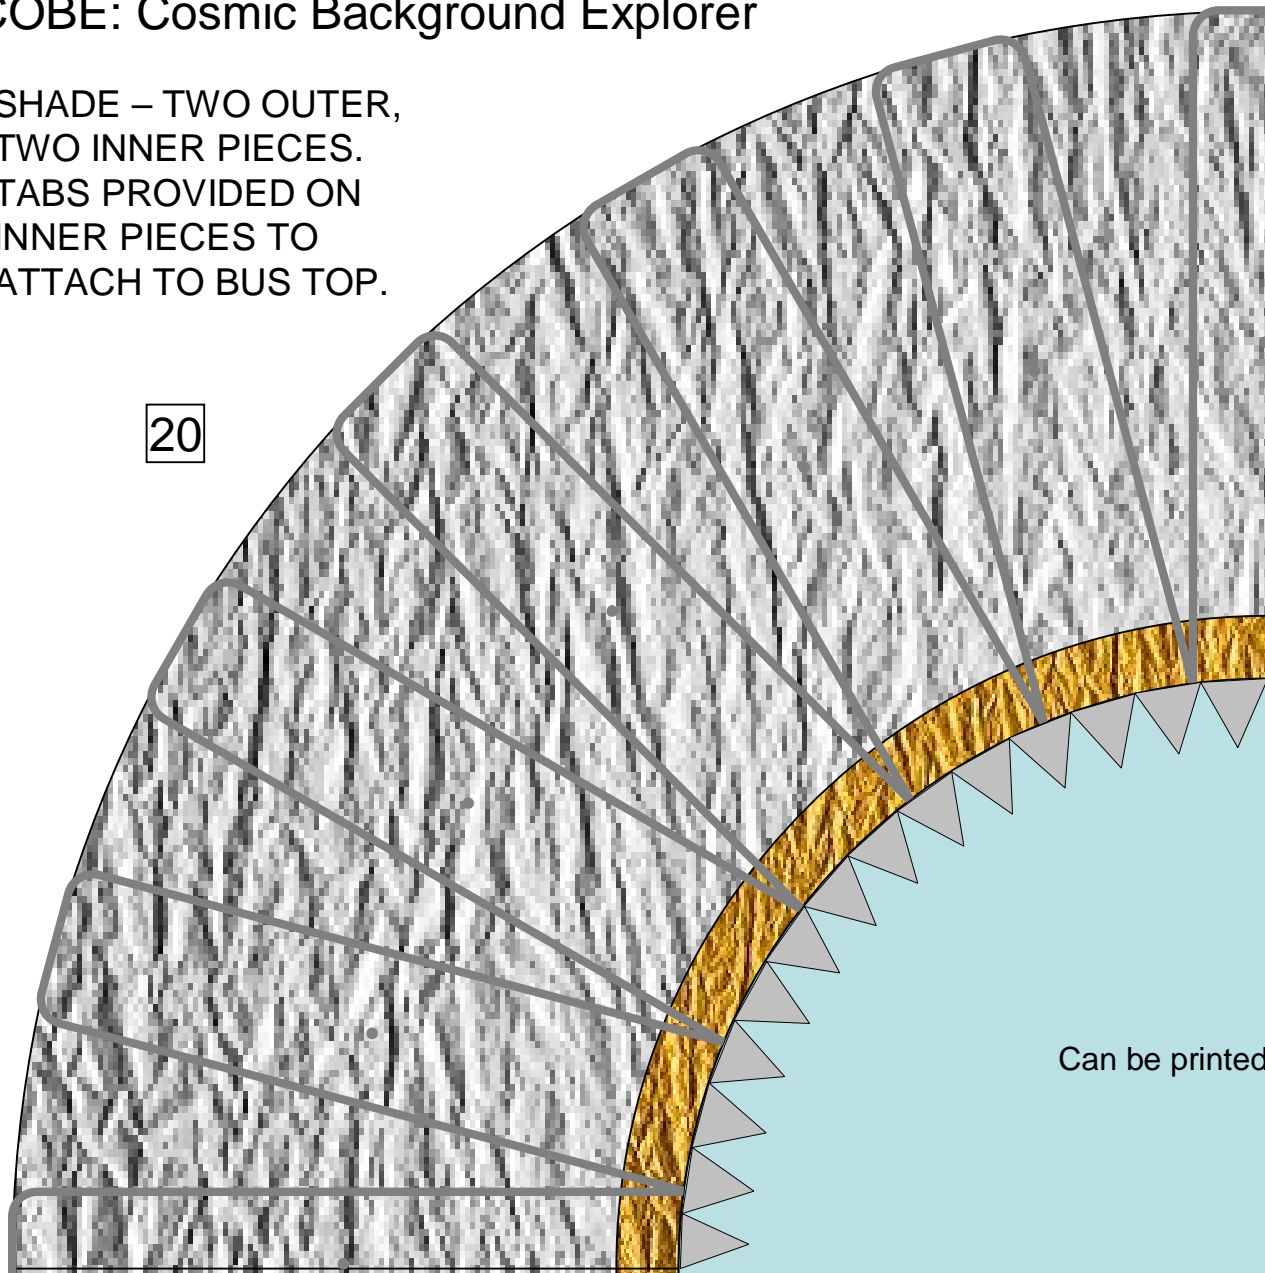 COBE: Cosmic Background Explorer
SHADE – TWO OUTER,
TWO INNER PIECES.
TABS PROVIDED ON
INNER PIECES TO
ATTACH TO BUS TOP.
20
Can be printed